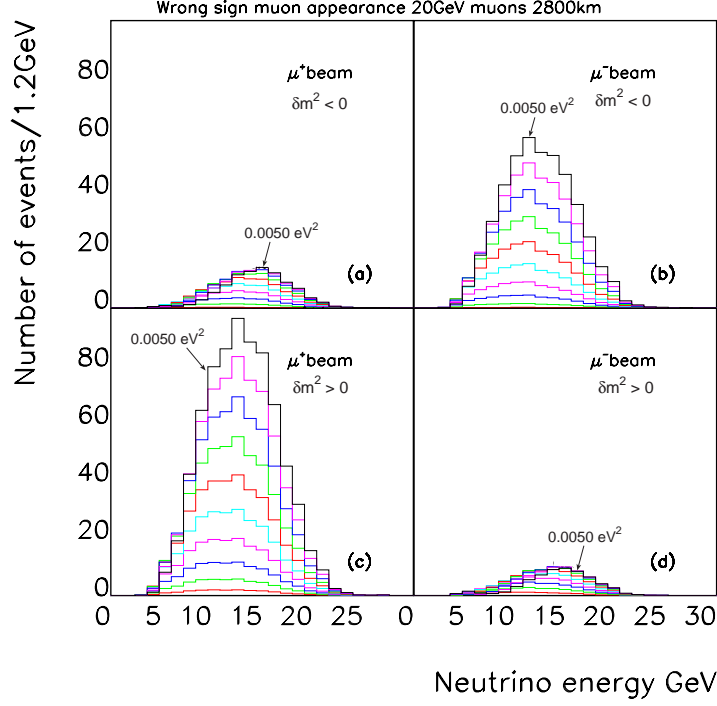 Wrong sign muon appearance 20GeV muons 2800km
Number of events/1.2GeV
80
60
40
20
0
μ⁺beam
δm² < 0
0.0050 eV²
(a)
μ⁻beam
δm² < 0
0.0050 eV²
(b)
80
60
40
20
0
μ⁺beam
δm² > 0
0.0050 eV²
(c)
μ⁻beam
δm² > 0
0.0050 eV²
(d)
0 5 10 15 20 25 0 5 10 15 20 25 30
Neutrino energy GeV